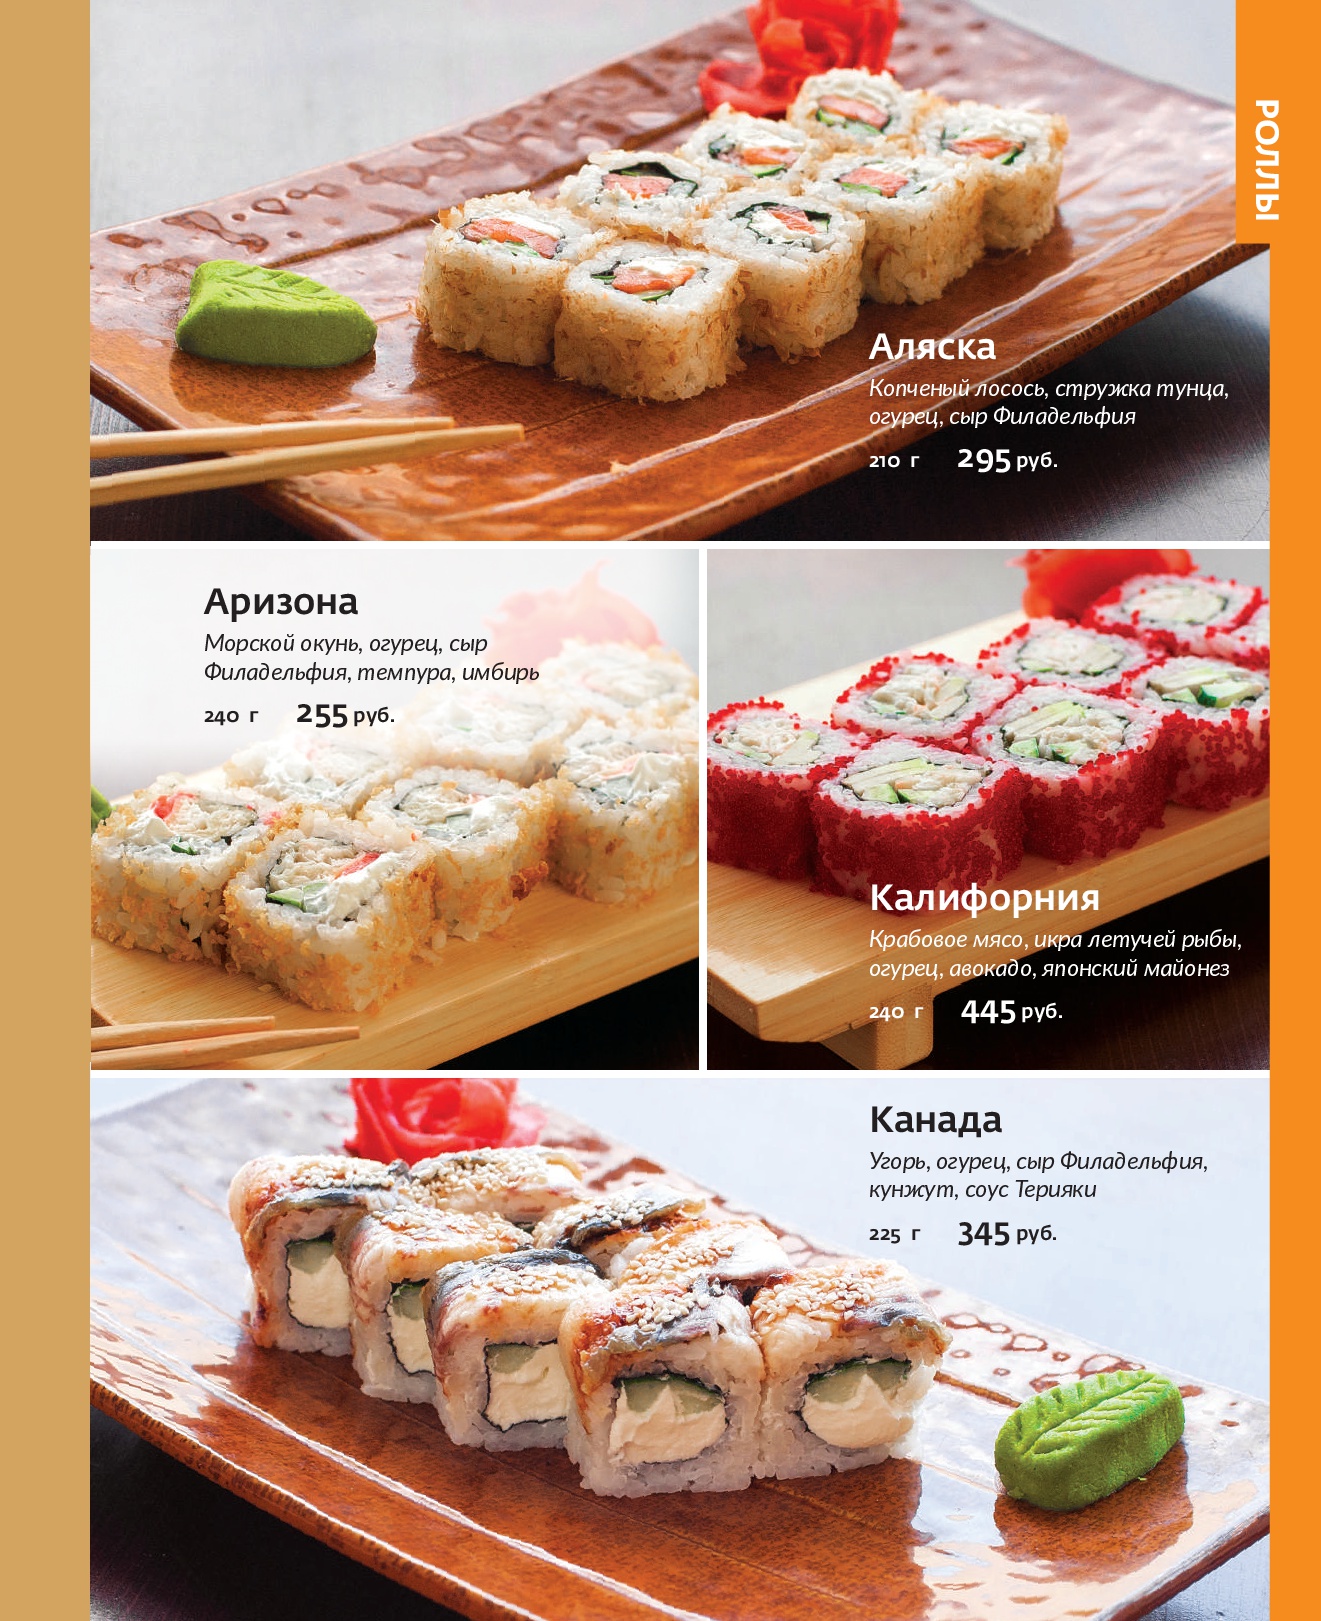 РОЛЛЫ
Аляска
Копченый лосось, стружка тунца,
огурец, сыр Филадельфия
210 г 295 руб.
Аризона
Морской окунь, огурец, сыр
Филадельфия, темпура, имбирь
240 г 255 руб.
Калифорния
Крабовое мясо, икра летучей рыбы,
огурец, авокадо, японский майонез
240 г 445 руб.
Канада
Угорь, огурец, сыр Филадельфия,
кунжут, соус Терияки
225 г 345 руб.